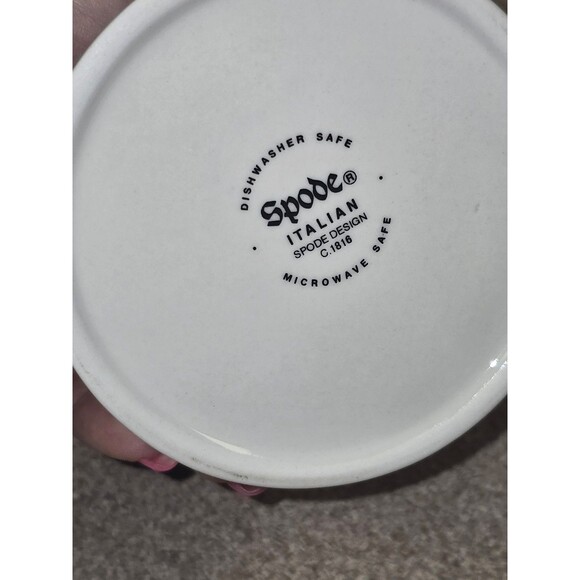 DISHWASHER SAFE
Spode®
ITALIAN
SPODE DESIGN
C.1816
MICROWAVE SAFE